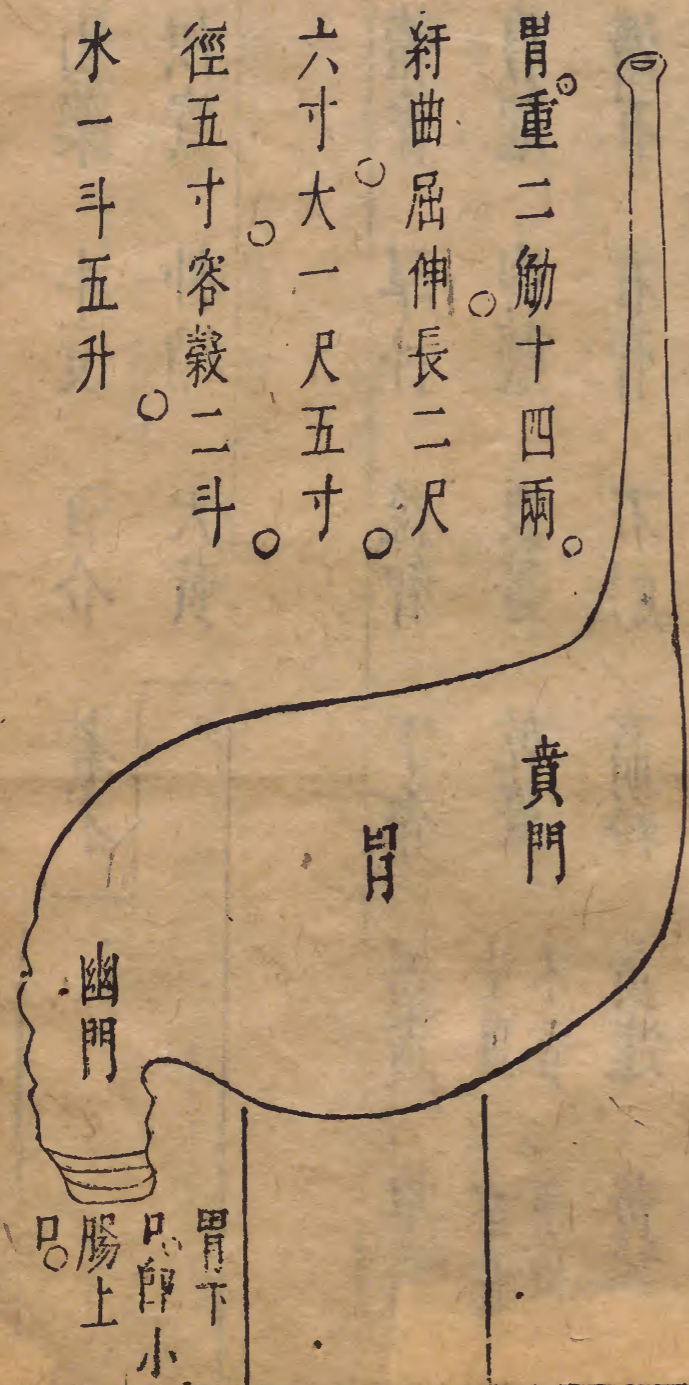 胃重二觔十四兩
紆曲屈伸長二尺
六寸大一尺五寸
徑五寸容穀二斗
水一斗五升
賁門
胃
幽門
胃下
口卽小
腸上
口